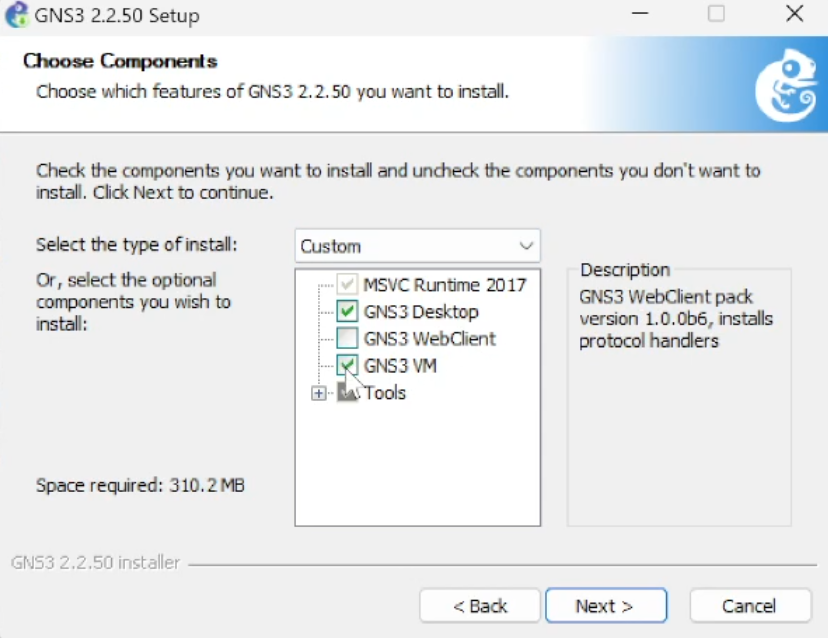 GNS3 2.2.50 Setup
Choose Components
Choose which features of GNS3 2.2.50 you want to install.
Check the components you want to install and uncheck the components you don't want to
install. Click Next to continue.
Select the type of install:
Custom
Or, select the optional
components you wish to
install:
MSVC Runtime 2017
GNS3 Desktop
GNS3 WebClient
GNS3 VM
Tools
Description
GNS3 WebClient pack
version 1.0.0b6, installs
protocol handlers
Space required: 310.2 MB
GNS3 2.2.50 installer
< Back
Next >
Cancel